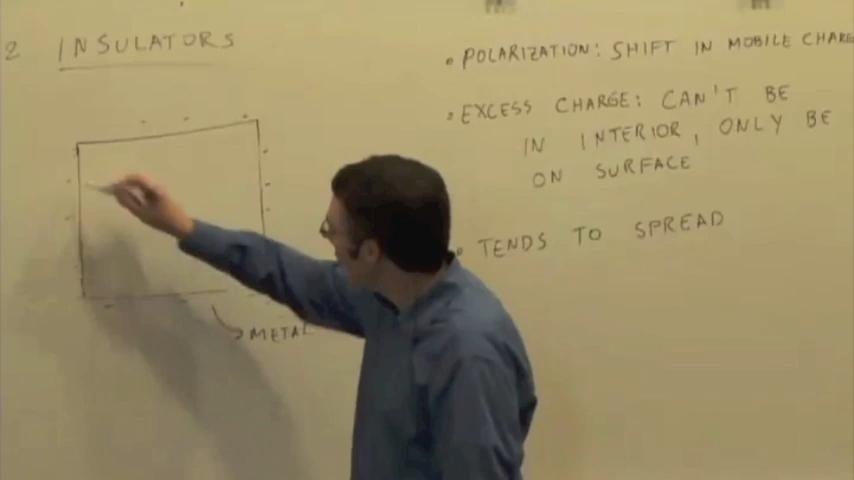 2 INSULATORS
• POLARIZATION: SHIFT IN MOBILE CHARGE
• EXCESS CHARGE: CAN'T BE
IN INTERIOR, ONLY BE
ON SURFACE
• TENDS TO SPREAD
METAL